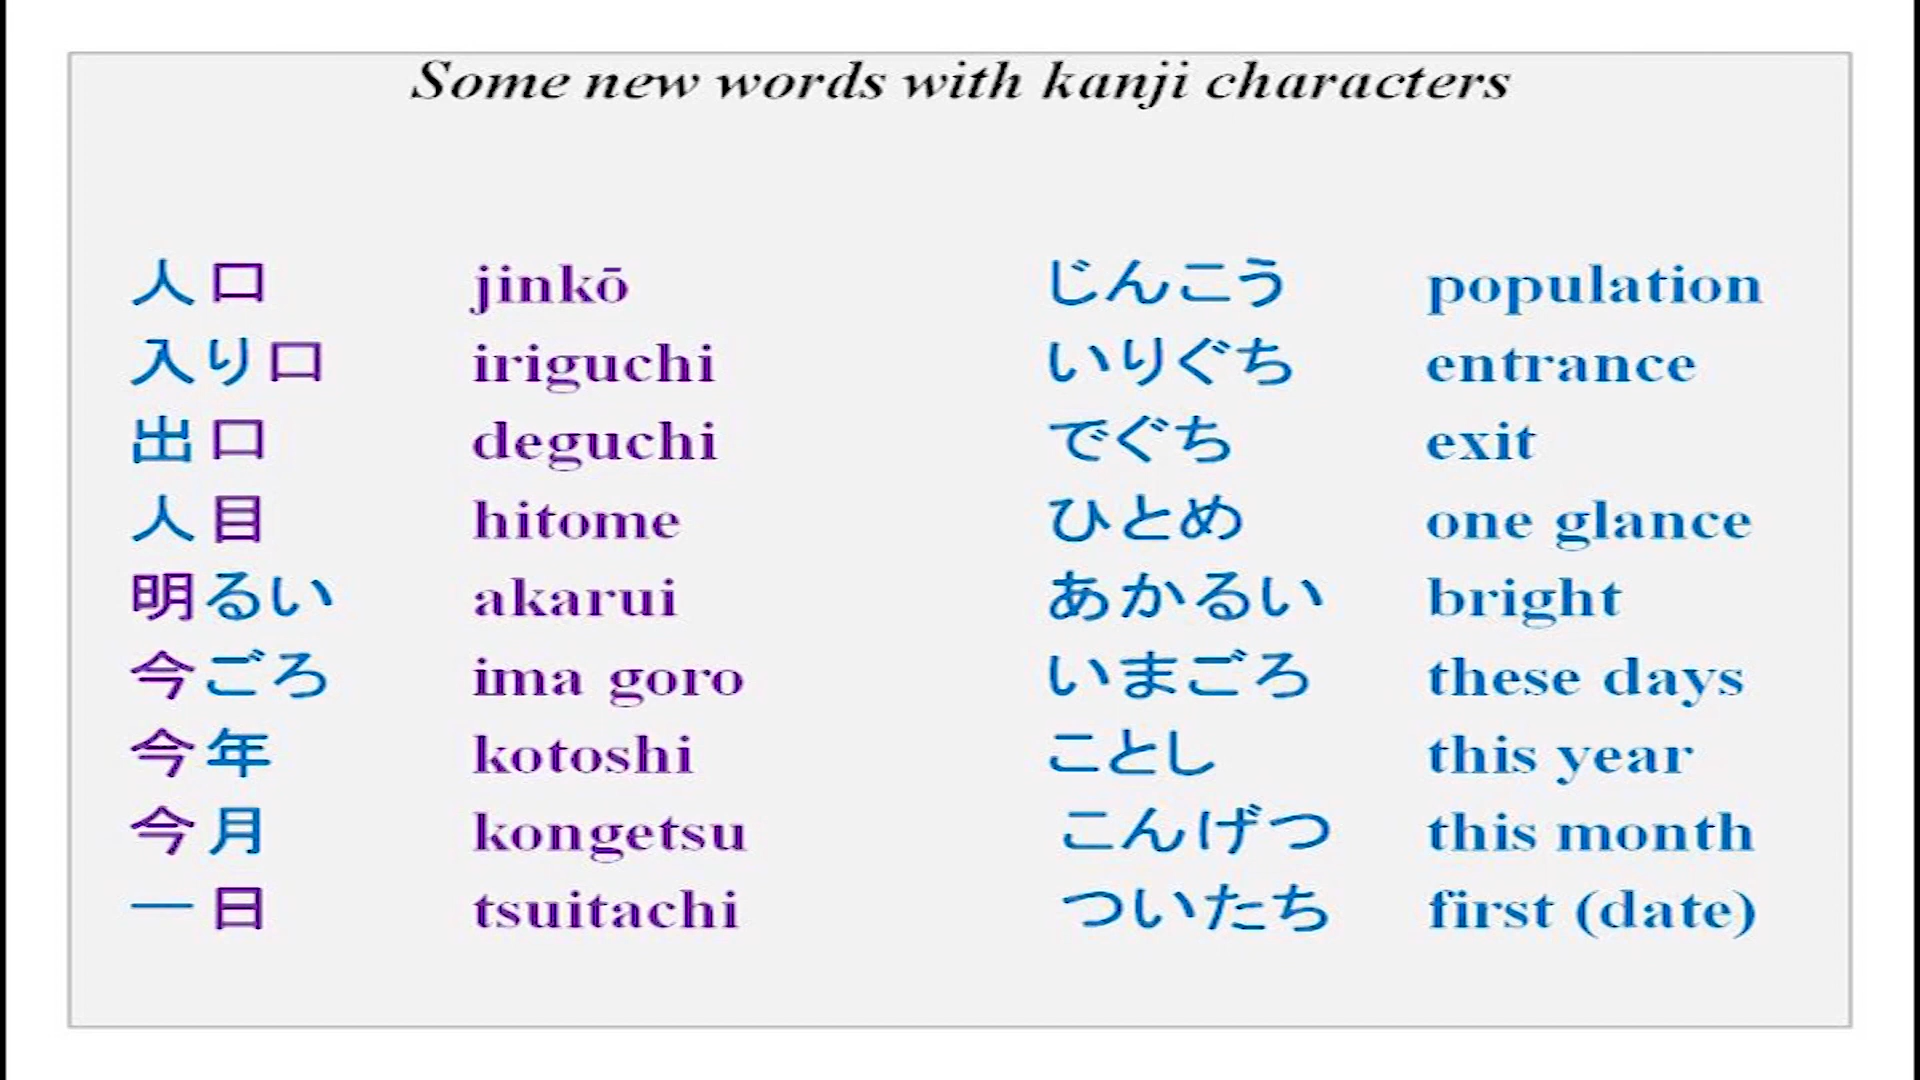 Some new words with kanji characters
人口 jinkō じんこう population
入り口 iriguchi いりぐち entrance
出口 deguchi でぐち exit
人目 hitome ひとめ one glance
明るい akarui あかるい bright
今ごろ ima goro いまごろ these days
今年 kotoshi ことし this year
今月 kongetsu こんげつ this month
一日 tsuitachi ついたち first (date)